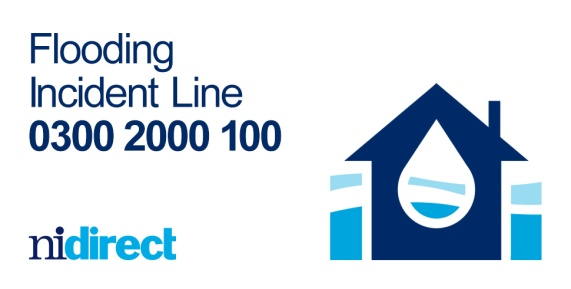 Flooding
Incident Line
0300 2000 100
nidirect